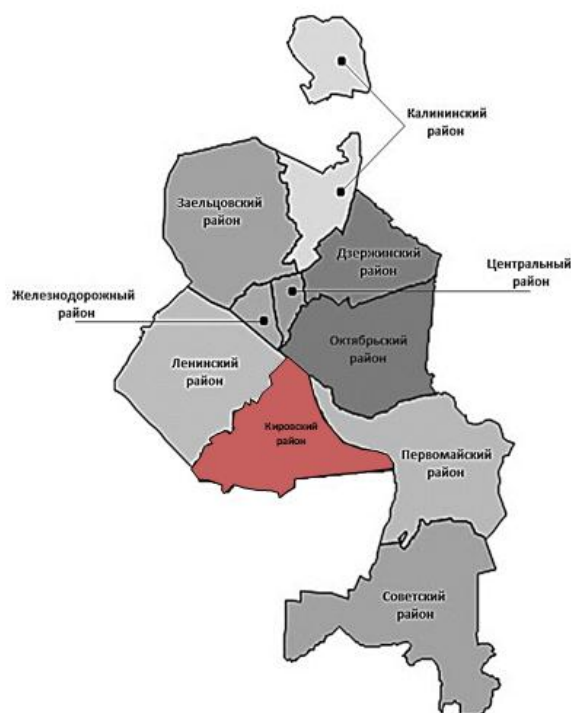 Калининский
район
Заельцовский
район
Дзержинский
район
Центральный
район
Железнодорожный
район
Октябрьский
район
Ленинский
район
Кировский
район
Первомайский
район
Советский
район